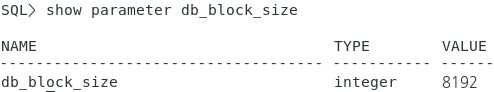 SQL> show parameter db_block_size
NAME TYPE VALUE
------------------------------------ ----------- ------
db_block_size integer 8192